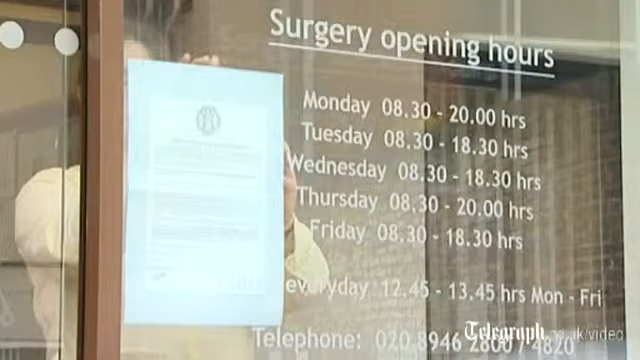 Surgery opening hours
Monday 08.30 - 20.00 hrs
Tuesday 08.30 - 18.30 hrs
Wednesday 08.30 - 18.30 hrs
Thursday 08.30 - 20.00 hrs
Friday 08.30 - 18.30 hrs
everyday 12.45 - 13.45 hrs Mon - Fri
Telephone: 020 8946 2800 / 4820
Telegraph.co.uk/video